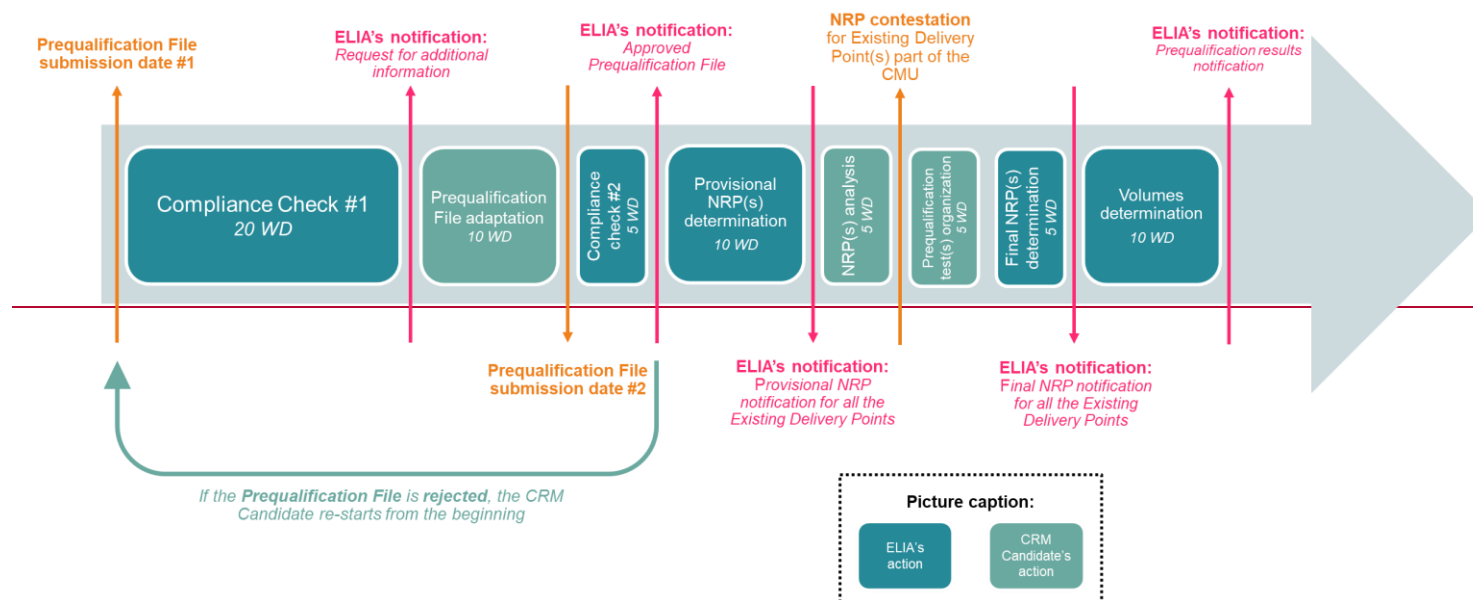 Prequalification File
submission date #1
ELIA's notification:
Request for additional
information
ELIA's notification:
Approved
Prequalification File
NRP contestation
for Existing Delivery
Point(s) part of the
CMU
ELIA's notification:
Prequalification results
notification
Compliance Check #1
20 WD
Prequalification
File adaptation
10 WD
Compliance
check #2
5 WD
Provisional
NRP(s)
determination
10 WD
NRP(s) analysis
5 WD
Prequalification
test(s) organization
5 WD
Final NRP(s)
determination
5 WD
Volumes
determination
10 WD
Prequalification File
submission date #2
ELIA's notification:
Provisional NRP
notification for all the
Existing Delivery Points
ELIA's notification:
Final NRP notification
for all the Existing
Delivery Points
If the Prequalification File is rejected, the CRM
Candidate re-starts from the beginning
Picture caption:
ELIA's
action
CRM
Candidate's
action